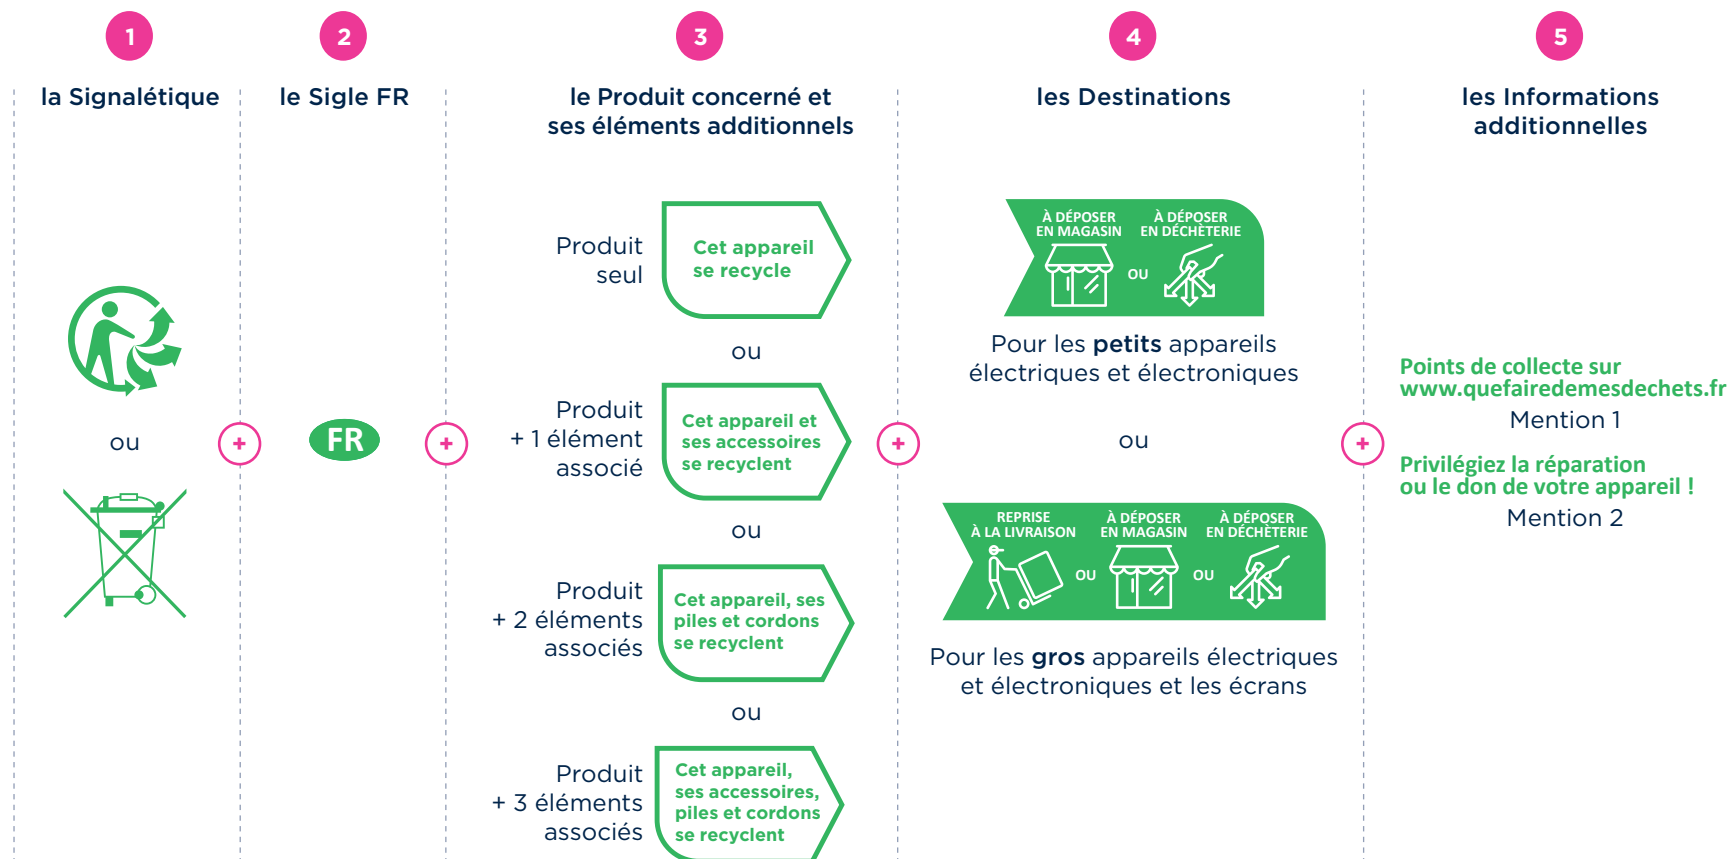 1
la Signalétique
ou
+
2
le Sigle FR
FR
+
3
le Produit concerné et
ses éléments additionnels
Produit
seul
Cet appareil
se recycle
ou
Produit
+ 1 élément
associé
Cet appareil et
ses accessoires
se recyclent
ou
Produit
+ 2 éléments
associés
Cet appareil, ses
piles et cordons
se recyclent
ou
Produit
+ 3 éléments
associés
Cet appareil,
ses accessoires,
piles et cordons
se recyclent
+
4
les Destinations
À DÉPOSER
EN MAGASIN
OU
À DÉPOSER
EN DÉCHÈTERIE
Pour les petits appareils
électriques et électroniques
ou
REPRISE
À LA LIVRAISON
OU
À DÉPOSER
EN MAGASIN
OU
À DÉPOSER
EN DÉCHÈTERIE
Pour les gros appareils électriques
et électroniques et les écrans
+
5
les Informations
additionnelles
Points de collecte sur
www.quefairedemesdechets.fr
Mention 1
Privilégiez la réparation
ou le don de votre appareil !
Mention 2